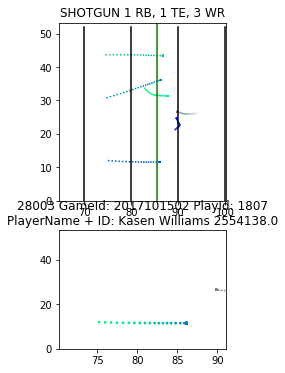 SHOTGUN 1 RB, 1 TE, 3 WR
50
40
30
20
10
0
70 80 90 100
28003 GameId: 2017101502 PlayId: 1807
PlayerName + ID: Kasen Williams 2554138.0
40
20
0
75 80 85 90